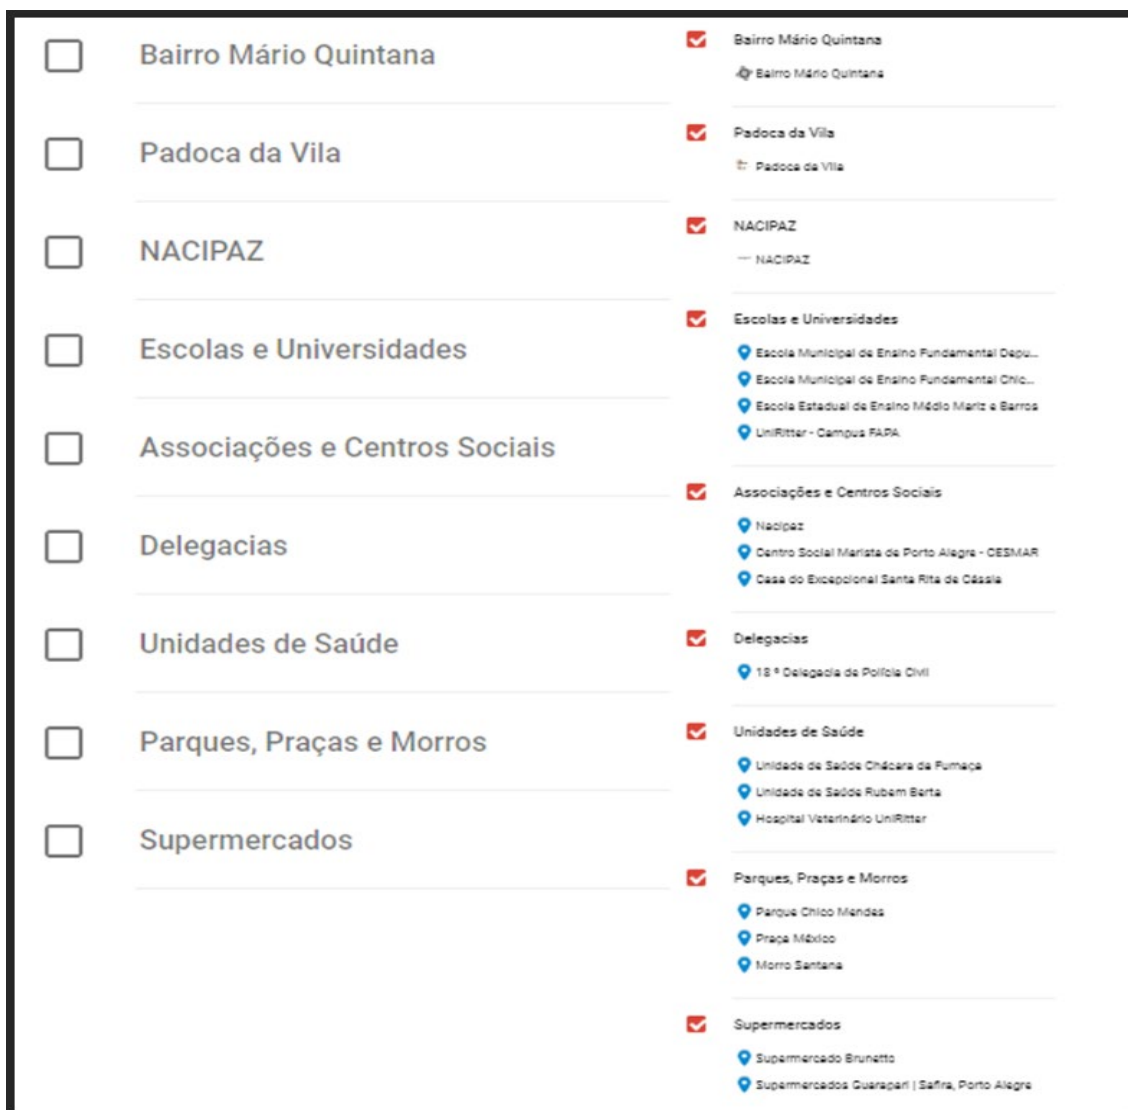 Bairro Mário Quintana
Padoca da Vila
NACIPAZ
Escolas e Universidades
Associações e Centros Sociais
Delegacias
Unidades de Saúde
Parques, Praças e Morros
Supermercados
Bairro Mário Quintana
Bairro Mário Quintana
Padoca da Vila
Padoca da Vila
NACIPAZ
NACIPAZ
Escolas e Universidades
Escola Municipal de Ensino Fundamental Depu...
Escola Municipal de Ensino Fundamental Chic...
Escola Estadual de Ensino Médio Mariz e Barros
UniRitter - Campus FAPA
Associações e Centros Sociais
Nacipaz
Centro Social Marista de Porto Alegre - CESMAR
Casa do Excepcional Santa Rita de Cássia
Delegacias
18 ª Delegacia de Polícia Civil
Unidades de Saúde
Unidade de Saúde Chácara da Fumaça
Unidade de Saúde Rubem Berta
Hospital Veterinário UniRitter
Parques, Praças e Morros
Parque Chico Mendes
Praça México
Morro Santana
Supermercados
Supermercado Brunetto
Supermercados Guarapari | Safira, Porto Alegre